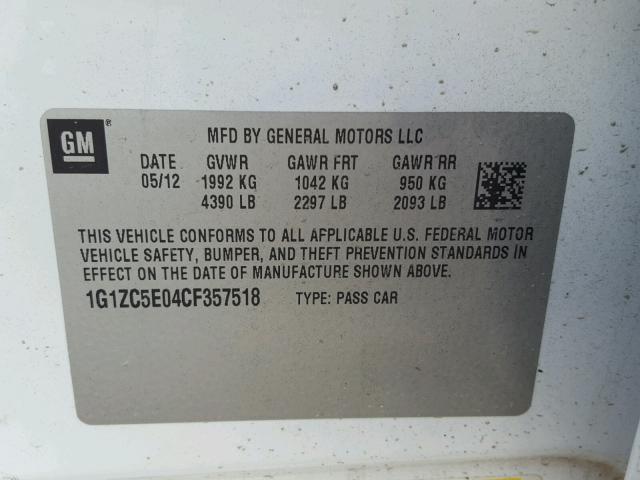 GM ®
MFD BY GENERAL MOTORS LLC
DATE GVWR GAWR FRT GAWR RR
05/12 1992 KG 1042 KG 950 KG
4390 LB 2297 LB 2093 LB
THIS VEHICLE CONFORMS TO ALL APPLICABLE U.S. FEDERAL MOTOR
VEHICLE SAFETY, BUMPER, AND THEFT PREVENTION STANDARDS IN
EFFECT ON THE DATE OF MANUFACTURE SHOWN ABOVE.
1G1ZC5E04CF357518 TYPE: PASS CAR